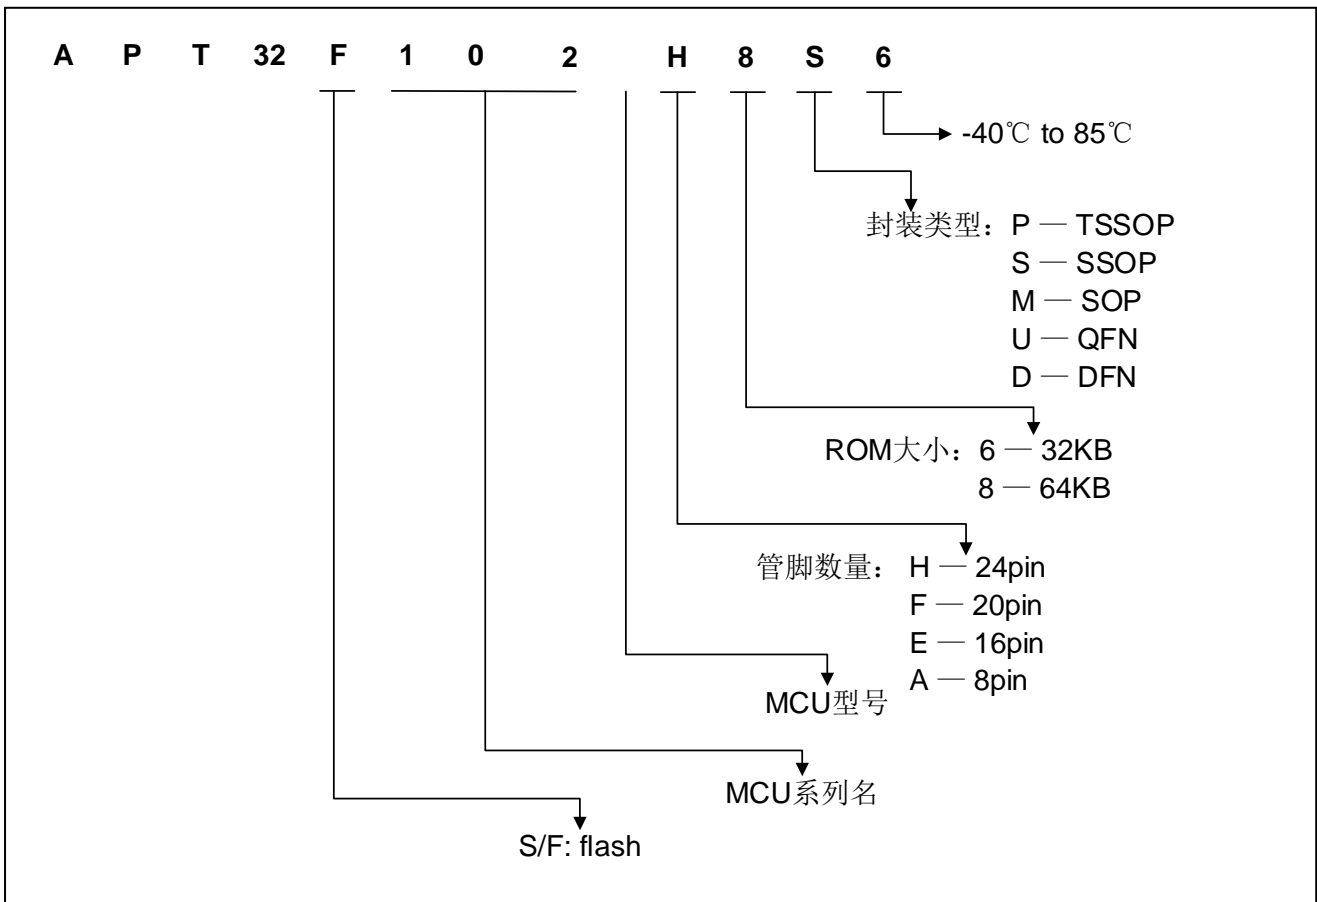 A P T 32 F 1 0 2 H 8 S 6
-40℃ to 85℃
封装类型：P — TSSOP
S — SSOP
M — SOP
U — QFN
D — DFN
ROM大小：6 — 32KB
8 — 64KB
管脚数量： H — 24pin
F — 20pin
E — 16pin
A — 8pin
MCU型号
MCU系列名
S/F: flash